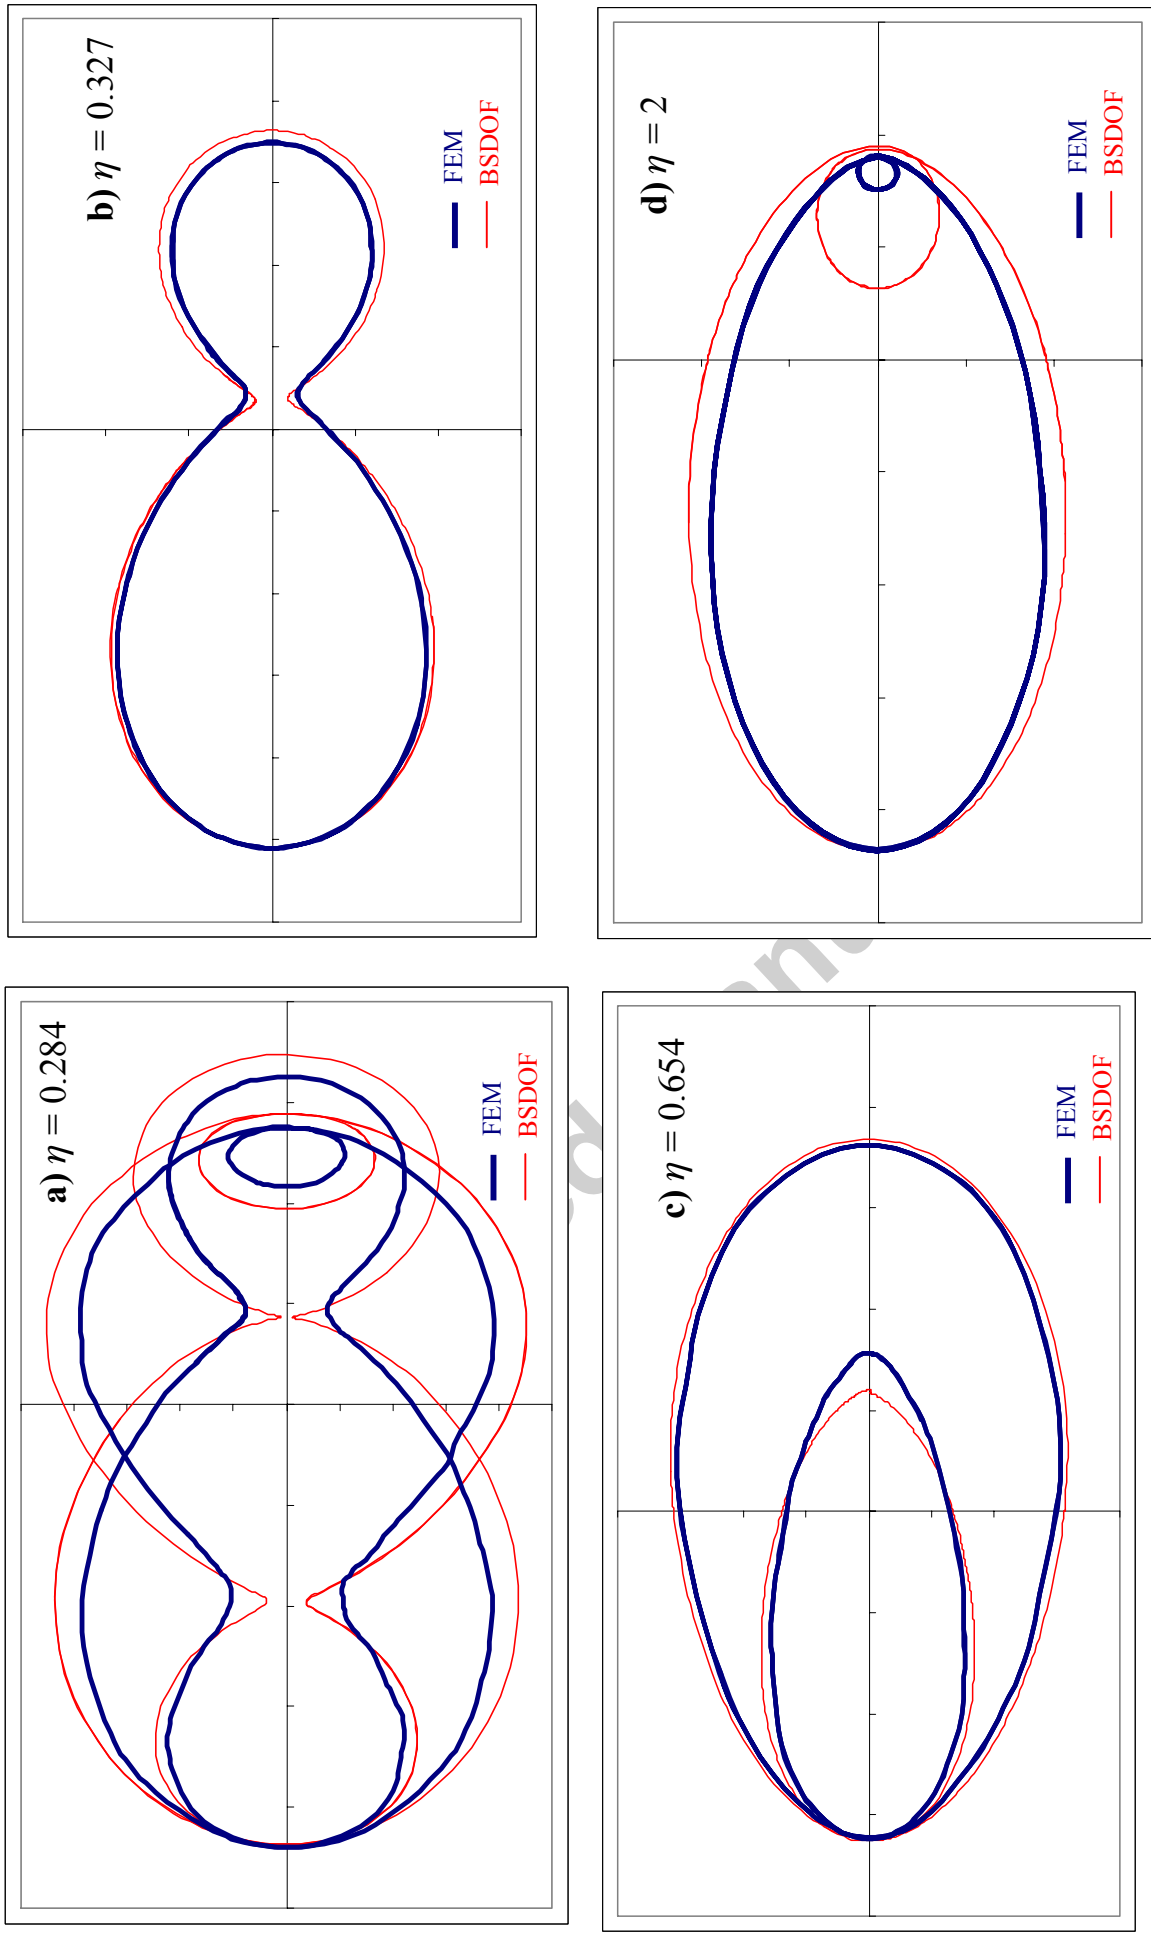 a) η = 0.284
FEM
BSDOF
b) η = 0.327
FEM
BSDOF
c) η = 0.654
FEM
BSDOF
d) η = 2
FEM
BSDOF